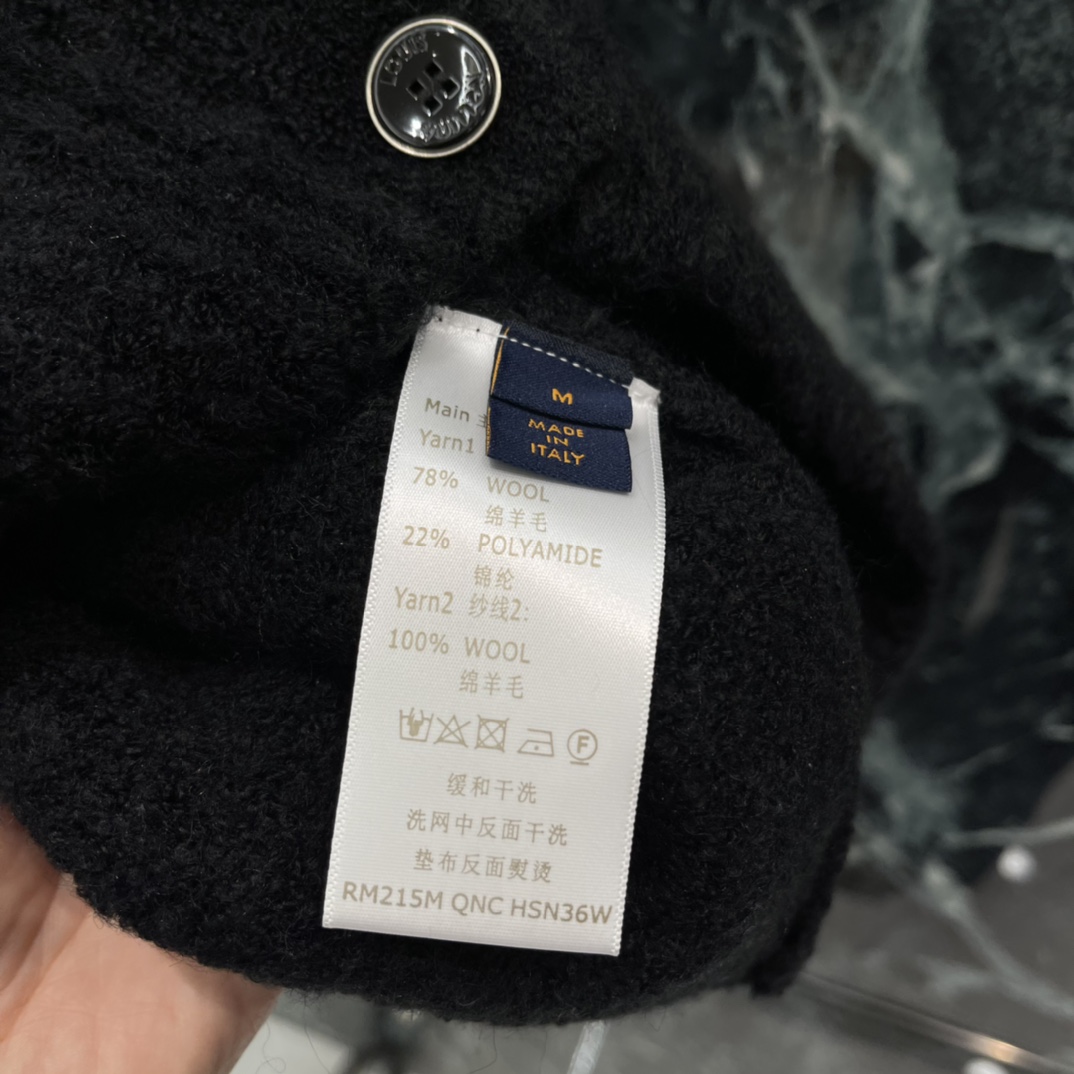 LOUIS
VUITTON
M
MADE
IN
ITALY
Main
Yarn1
78% WOOL
绵羊毛
22% POLYAMIDE
锦纶
Yarn2 纱线2:
100% WOOL
绵羊毛
F
缓和干洗
洗网中反面干洗
垫布反面熨烫
RM215M QNC HSN36W